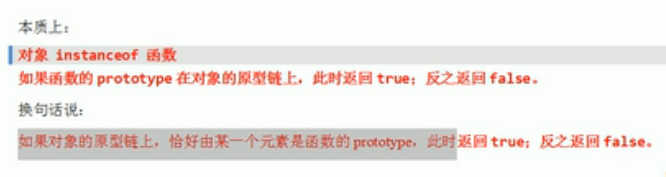 本质上：
对象 instanceof 函数
如果函数的 prototype 在对象的原型链上，此时返回 true；反之返回 false。
换句话说：
如果对象的原型链上，恰好由某一个元素是函数的 prototype，此时返回 true；反之返回 false。